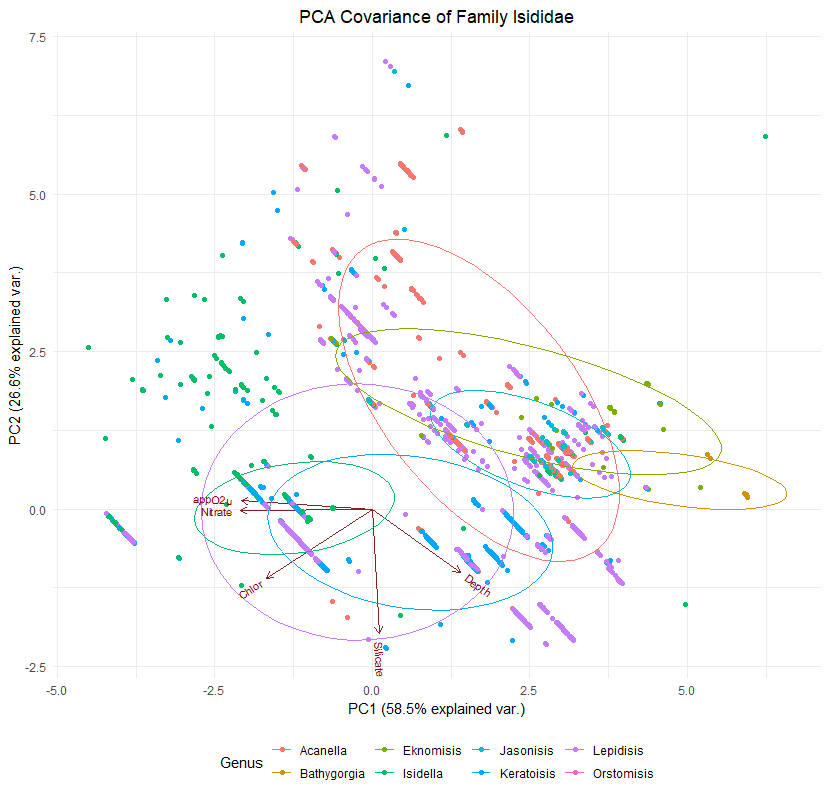 PCA Covariance of Family Isididae
7.5
5.0
2.5
0.0
-2.5
PC2 (26.6% explained var.)
appO2u
Nitrate
Chlor
Silicate
Depth
-5.0 -2.5 0.0 2.5 5.0
PC1 (58.5% explained var.)
Genus
Acanella Eknomisis Jasonisis Lepidisis
Bathygorgia Isidella Keratoisis Orstomisis